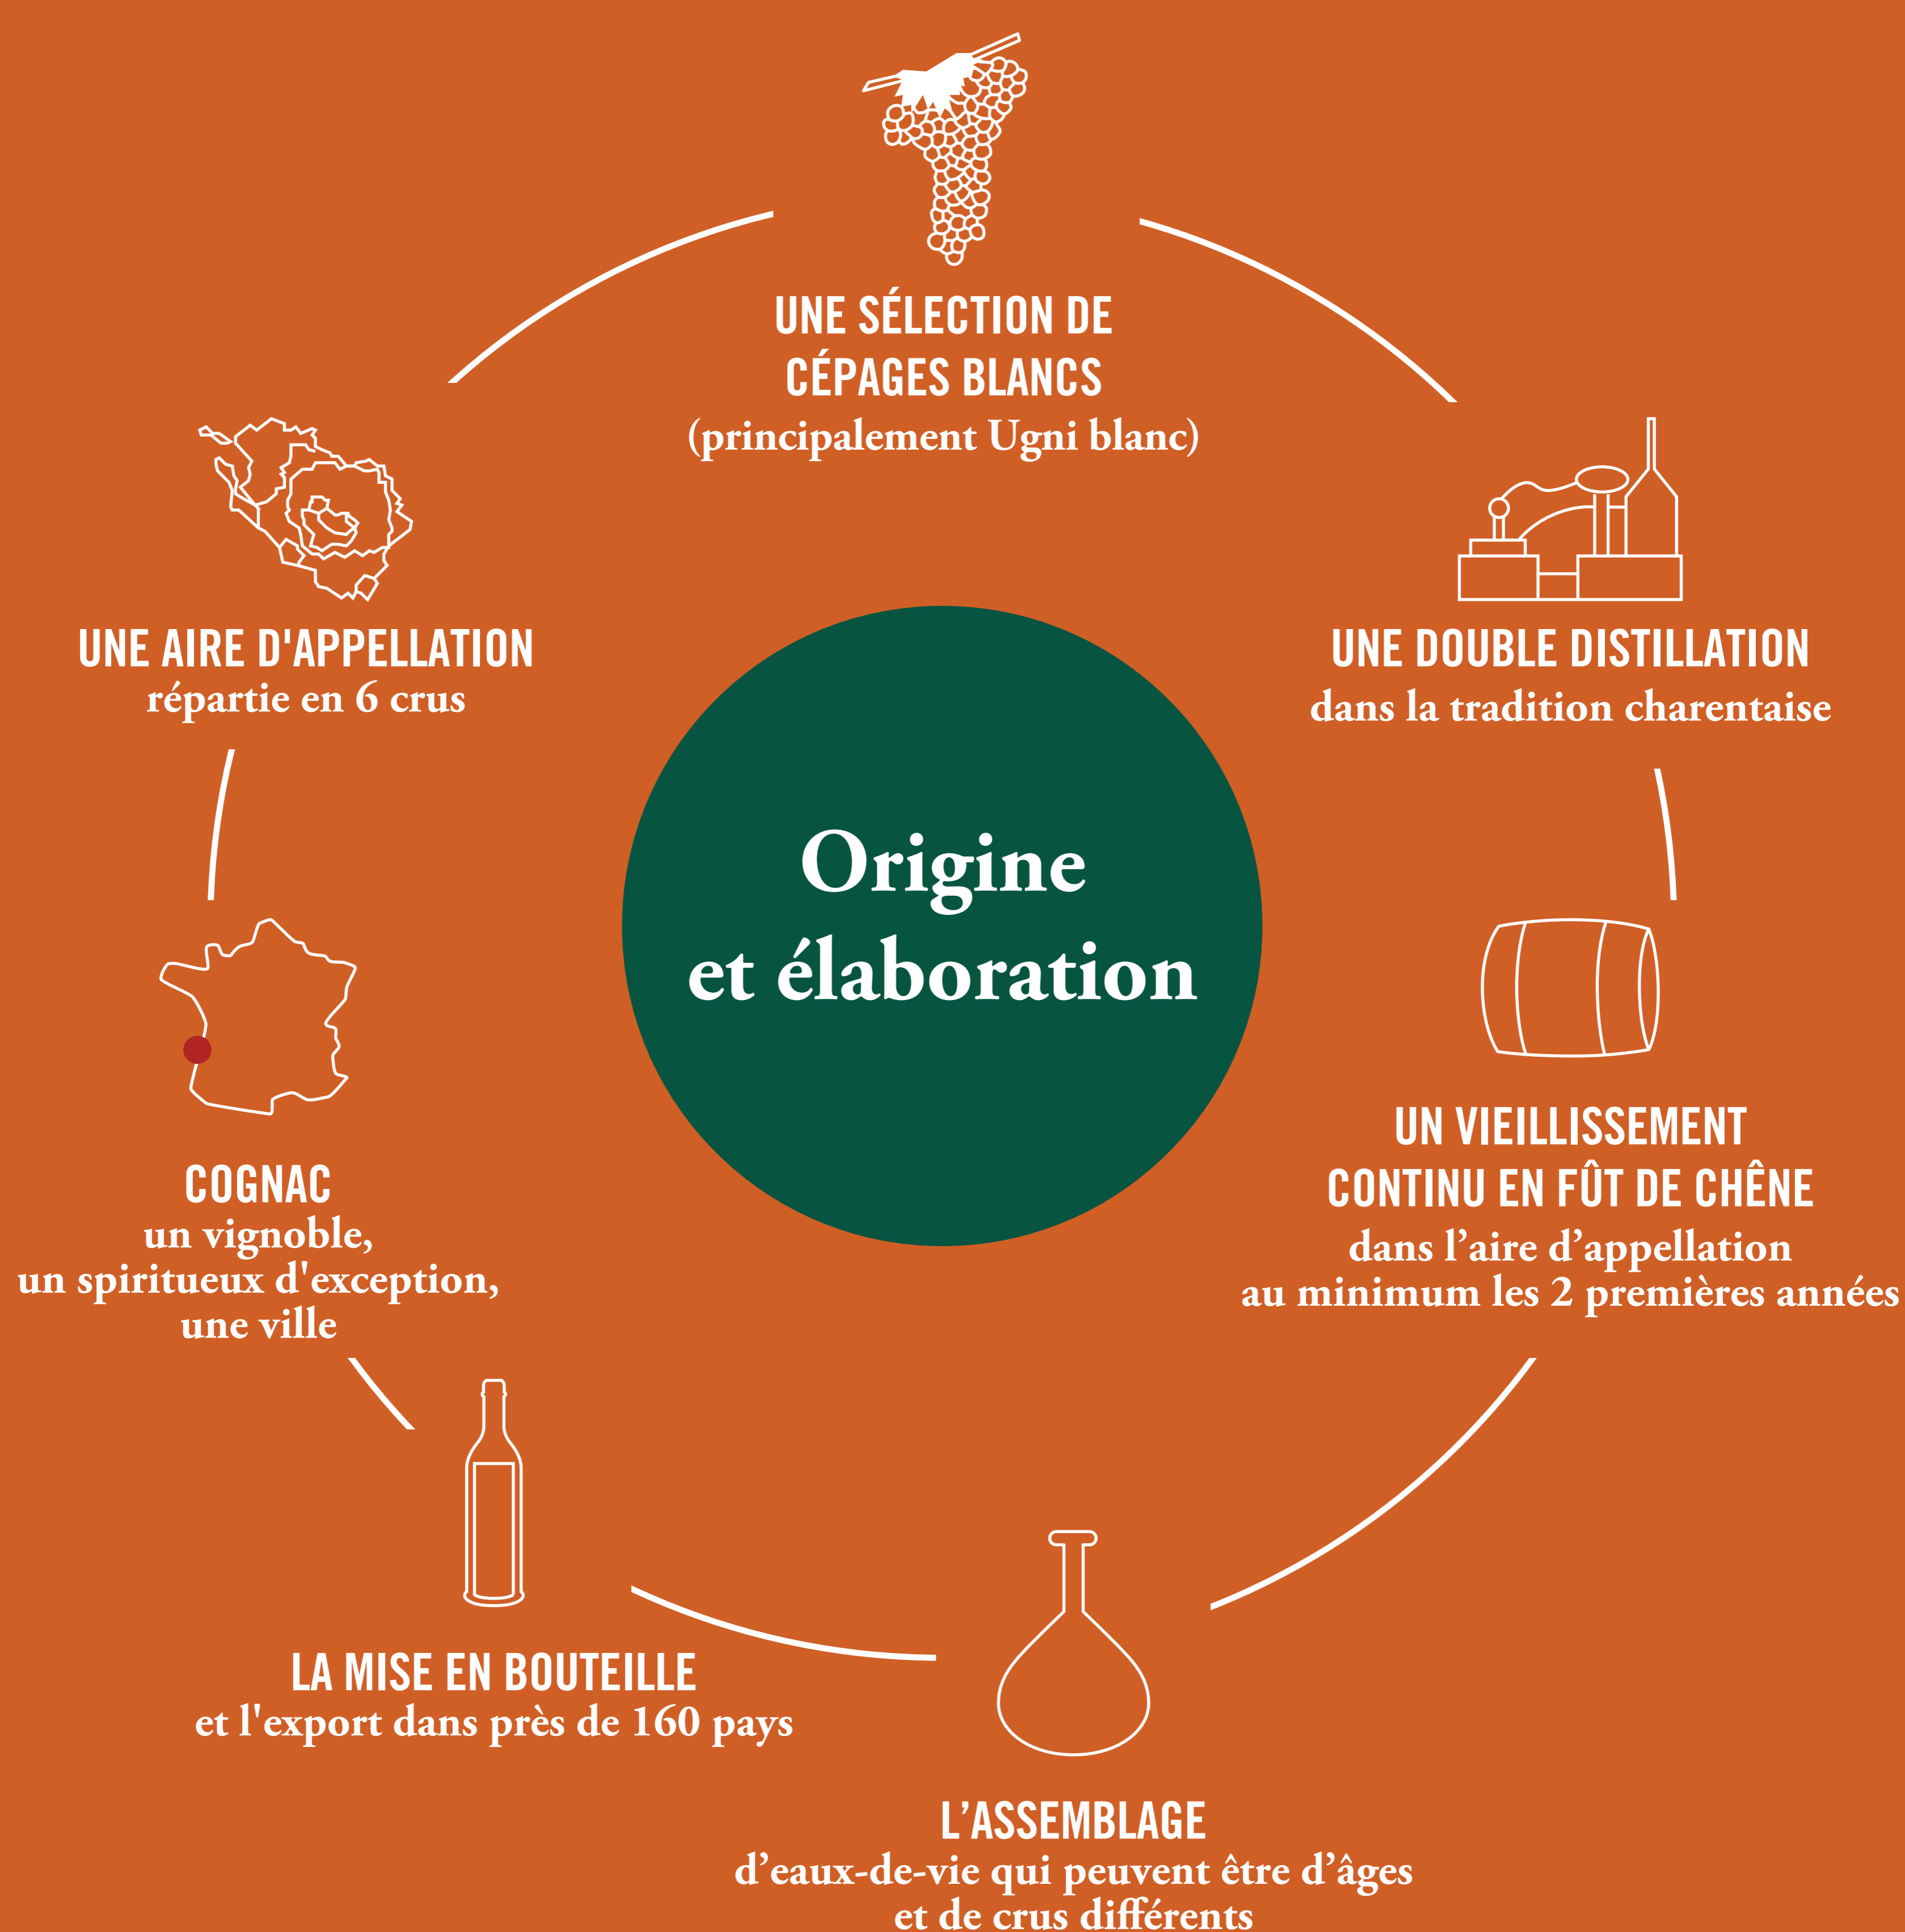 UNE SÉLECTION DE
CÉPAGES BLANCS
(principalement Ugni blanc)
UNE AIRE D'APPELLATION
répartie en 6 crus
UNE DOUBLE DISTILLATION
dans la tradition charentaise
Origine
et élaboration
COGNAC
un vignoble,
un spiritueux d'exception,
une ville
UN VIEILLISSEMENT
CONTINU EN FÛT DE CHÊNE
dans l’aire d’appellation
au minimum les 2 premières années
LA MISE EN BOUTEILLE
et l'export dans près de 160 pays
L’ASSEMBLAGE
d’eaux-de-vie qui peuvent être d’âges
et de crus différents